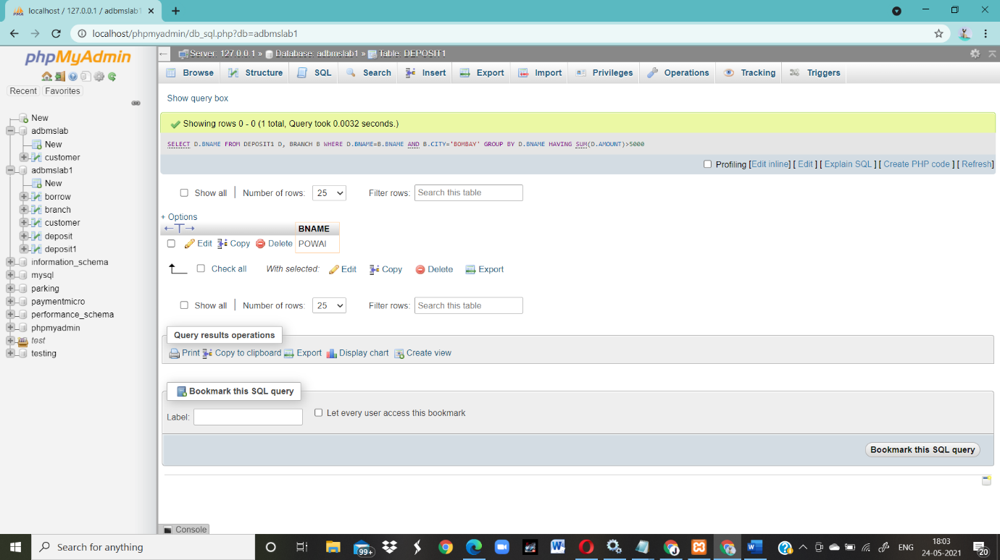 localhost / 127.0.0.1 / adbmslab1
localhost/phpmyadmin/db_sql.php?db=adbmslab1
phpMyAdmin
Recent Favorites
New
adbmslab
New
customer
adbmslab1
New
borrow
branch
customer
deposit
deposit1
information_schema
mysql
parking
paymentmicro
performance_schema
phpmyadmin
test
testing
Server: 127.0.0.1 » Database: adbmslab1 » Table: DEPOSIT1
Browse Structure SQL Search Insert Export Import Privileges Operations Tracking Triggers
Show query box
Showing rows 0 - 0 (1 total, Query took 0.0032 seconds.)
SELECT D.BNAME FROM DEPOSIT1 D, BRANCH B WHERE D.BNAME=B.BNAME AND B.CITY='BOMBAY' GROUP BY D.BNAME HAVING SUM(D.AMOUNT)>5000
Profiling [Edit inline] [ Edit ] [ Explain SQL ] [ Create PHP code ] [ Refresh]
Show all Number of rows: 25 Filter rows: Search this table
+ Options
←T→ BNAME
Edit Copy Delete POWAI
Check all With selected: Edit Copy Delete Export
Show all Number of rows: 25 Filter rows: Search this table
Query results operations
Print Copy to clipboard Export Display chart Create view
Bookmark this SQL query
Label: Let every user access this bookmark
Bookmark this SQL query
Console
Search for anything
99+
ENG
18:03
24-05-2021
20